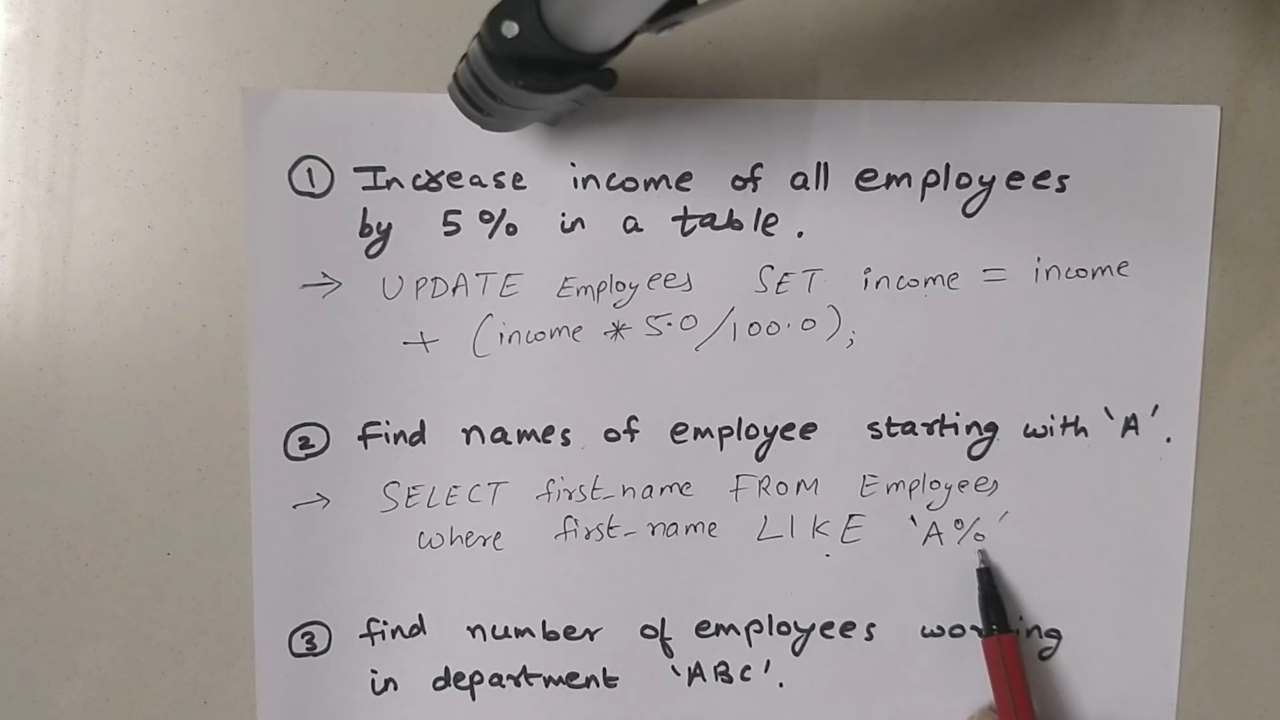 ① Increase income of all employees
by 5% in a table.
→ UPDATE Employees SET income = income
+ (income * 5.0/100.0);
② Find names of employee starting with 'A'.
→ SELECT first_name FROM Employees
where first_name LIKE 'A%'
③ find number of employees working
in department 'ABC'.